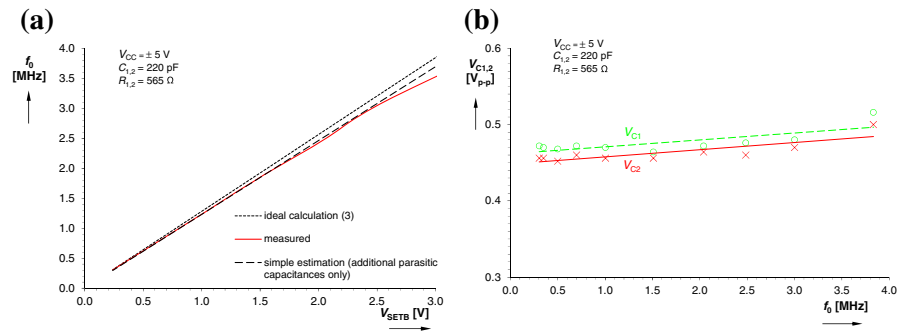 (a)
f0
[MHz]
VCC = ± 5 V
C1,2 = 220 pF
R1,2 = 565 Ω
4.0
3.5
3.0
2.5
2.0
1.5
1.0
0.5
0.0
ideal calculation (3)
measured
simple estimation (additional parasitic
capacitances only)
0.0 0.5 1.0 1.5 2.0 2.5 3.0
VSETB [V]
(b)
VC1,2
[Vp-p]
VCC = ± 5 V
C1,2 = 220 pF
R1,2 = 565 Ω
0.6
0.5
0.4
0.3
VC1
VC2
0.0 0.5 1.0 1.5 2.0 2.5 3.0 3.5 4.0
f0 [MHz]